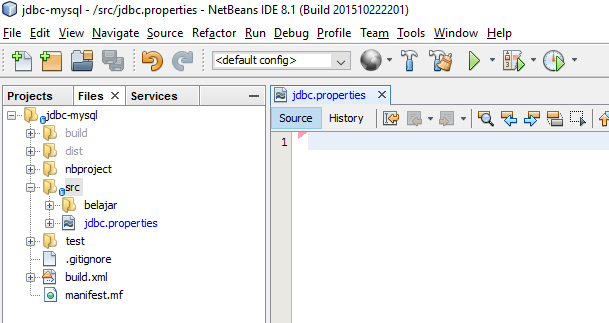 jdbc-mysql - /src/jdbc.properties - NetBeans IDE 8.1 (Build 201510222201)
File Edit View Navigate Source Refactor Run Debug Profile Team Tools Window Help
<default config>
Projects Files Services
jdbc.properties
jdbc-mysql
build
dist
nbproject
src
belajar
jdbc.properties
test
.gitignore
build.xml
manifest.mf
Source History
1